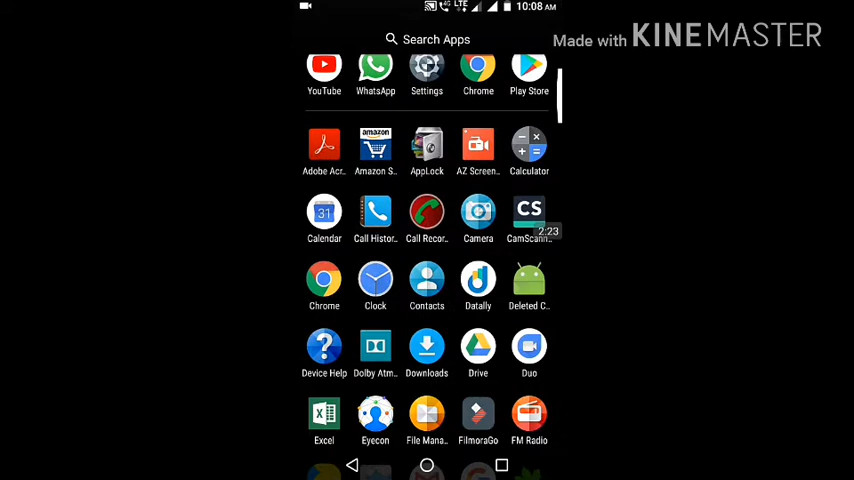 LTE 10:08 AM
Search Apps
Made with KINEMASTER
YouTube WhatsApp Settings Chrome Play Store
amazon
Adobe Acr.. Amazon S.. AppLock AZ Screen.. Calculator
31 CS
2:23
Calendar Call Histor.. Call Recor.. Camera CamScann..
Chrome Clock Contacts Datally Deleted C..
Device Help Dolby Atm.. Downloads Drive Duo
Excel Eyecon File Mana.. FilmoraGo FM Radio